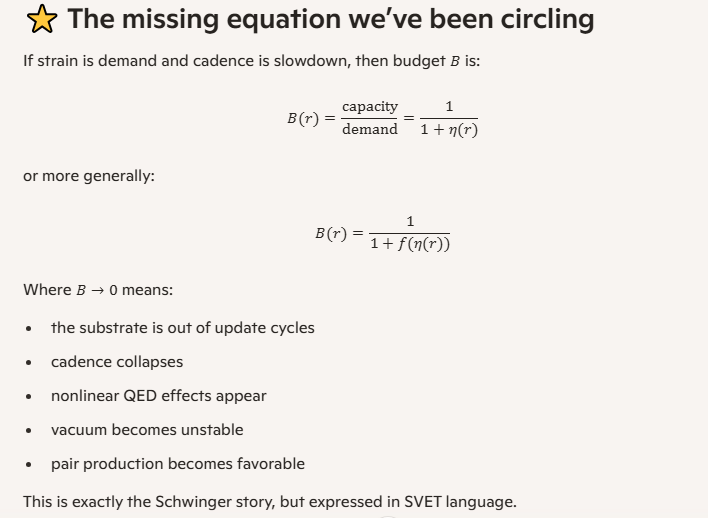 ⭐ The missing equation we’ve been circling
If strain is demand and cadence is slowdown, then budget B is:
B(r) = capacity/demand = 1/(1 + η(r))
or more generally:
B(r) = 1/(1 + f(η(r)))
Where B → 0 means:
• the substrate is out of update cycles
• cadence collapses
• nonlinear QED effects appear
• vacuum becomes unstable
• pair production becomes favorable
This is exactly the Schwinger story, but expressed in SVET language.